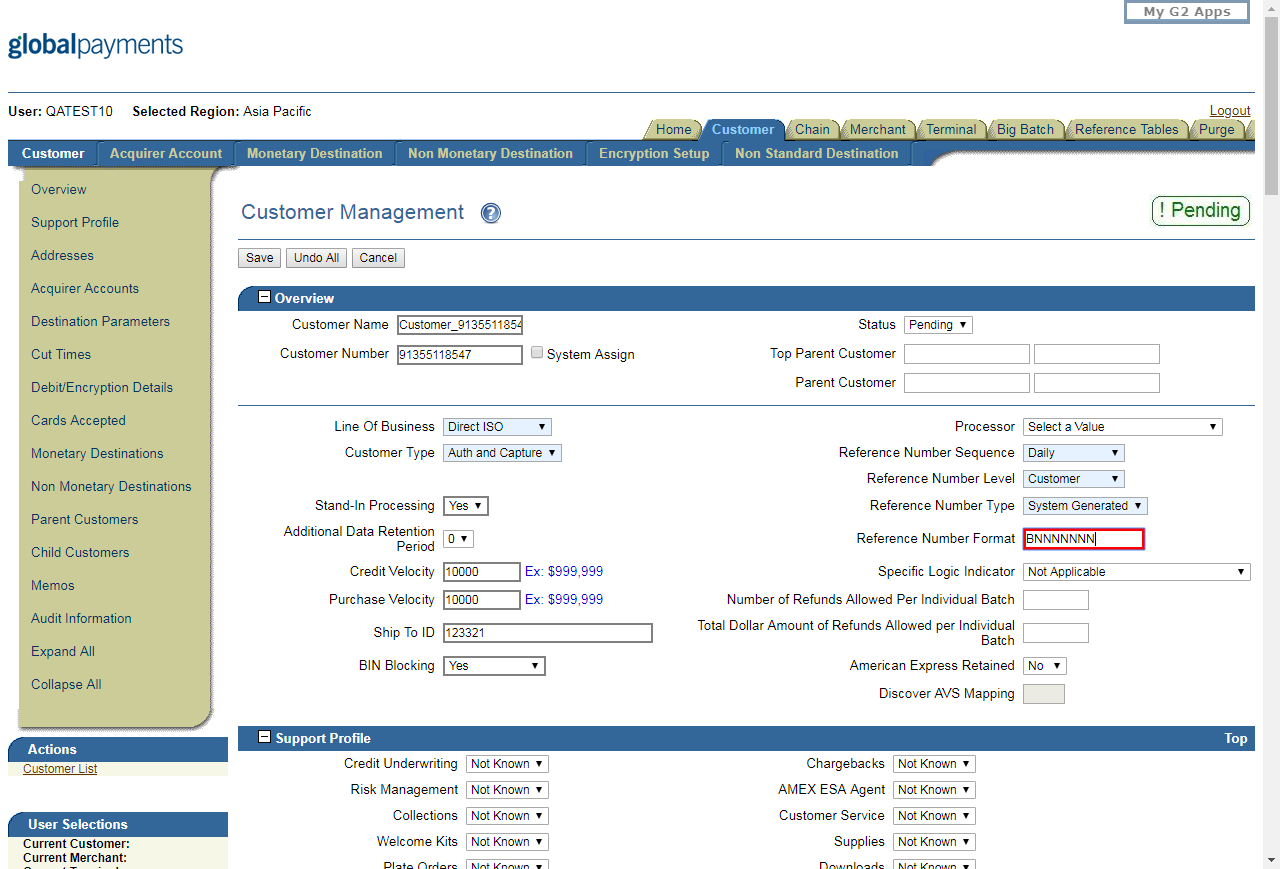 My G2 Apps
globalpayments
User: QATEST10 Selected Region: Asia Pacific
Logout
Home Customer Chain Merchant Terminal Big Batch Reference Tables Purge
Customer Acquirer Account Monetary Destination Non Monetary Destination Encryption Setup Non Standard Destination
Overview
Support Profile
Addresses
Acquirer Accounts
Destination Parameters
Cut Times
Debit/Encryption Details
Cards Accepted
Monetary Destinations
Non Monetary Destinations
Parent Customers
Child Customers
Memos
Audit Information
Expand All
Collapse All
Actions
Customer List
User Selections
Current Customer:
Current Merchant:
Customer Management ?
! Pending
Save Undo All Cancel
Overview
Customer Name Customer_9135511854 Status Pending
Customer Number 91355118547 System Assign Top Parent Customer
Parent Customer
Line Of Business Direct ISO Processor Select a Value
Customer Type Auth and Capture Reference Number Sequence Daily
Reference Number Level Customer
Stand-In Processing Yes Reference Number Type System Generated
Additional Data Retention
Period 0 Reference Number Format BNNNNNNN
Credit Velocity 10000 Ex: $999,999 Specific Logic Indicator Not Applicable
Purchase Velocity 10000 Ex: $999,999 Number of Refunds Allowed Per Individual Batch
Ship To ID 123321 Total Dollar Amount of Refunds Allowed per Individual
Batch
BIN Blocking Yes American Express Retained No
Discover AVS Mapping
Support Profile Top
Credit Underwriting Not Known Chargebacks Not Known
Risk Management Not Known AMEX ESA Agent Not Known
Collections Not Known Customer Service Not Known
Welcome Kits Not Known Supplies Not Known
Plate Orders Not Known Downloads Not Known